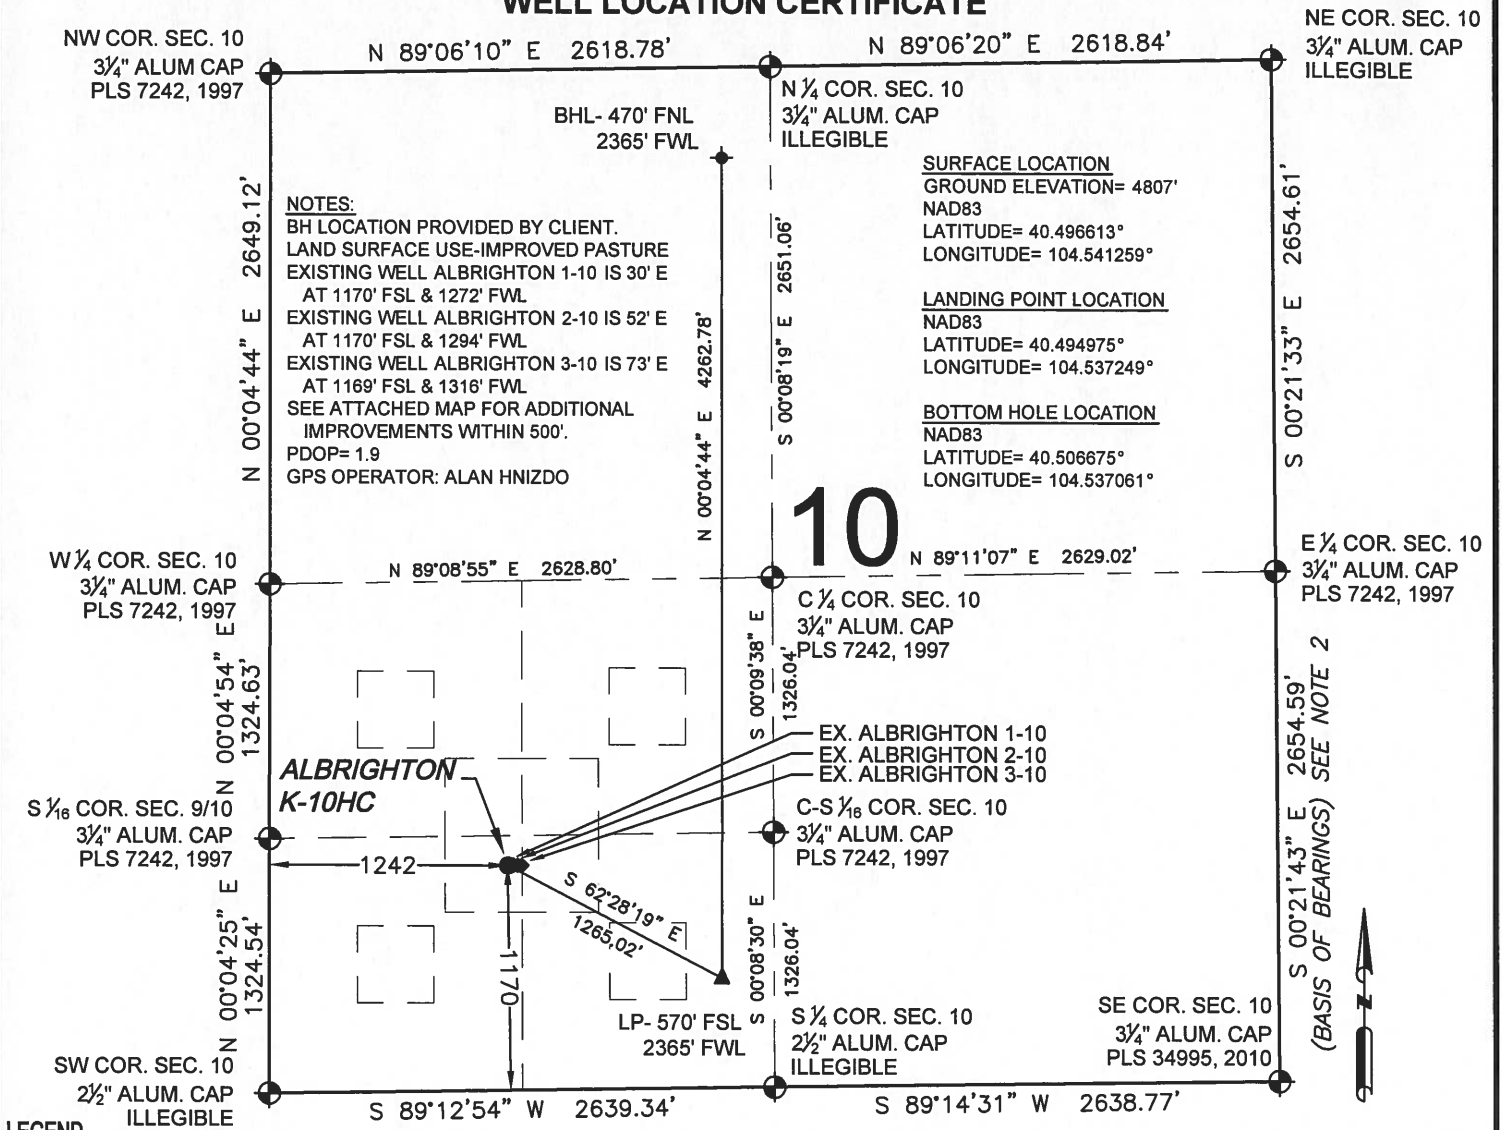 WELL LOCATION CERTIFICATE
NW COR. SEC. 10
3¼" ALUM CAP
PLS 7242, 1997
N 89°06'10" E 2618.78'
N 89°06'20" E 2618.84'
NE COR. SEC. 10
3¼" ALUM. CAP
ILLEGIBLE
N ¼ COR. SEC. 10
3¼" ALUM. CAP
ILLEGIBLE
BHL- 470' FNL
2365' FWL
NOTES:
BH LOCATION PROVIDED BY CLIENT.
LAND SURFACE USE-IMPROVED PASTURE
EXISTING WELL ALBRIGHTON 1-10 IS 30' E
AT 1170' FSL & 1272' FWL
EXISTING WELL ALBRIGHTON 2-10 IS 52' E
AT 1170' FSL & 1294' FWL
EXISTING WELL ALBRIGHTON 3-10 IS 73' E
AT 1169' FSL & 1316' FWL
SEE ATTACHED MAP FOR ADDITIONAL
IMPROVEMENTS WITHIN 500'.
PDOP= 1.9
GPS OPERATOR: ALAN HNIZDO
SURFACE LOCATION
GROUND ELEVATION= 4807'
NAD83
LATITUDE= 40.496613°
LONGITUDE= 104.541259°
LANDING POINT LOCATION
NAD83
LATITUDE= 40.494975°
LONGITUDE= 104.537249°
BOTTOM HOLE LOCATION
NAD83
LATITUDE= 40.506675°
LONGITUDE= 104.537061°
N 00°04'44" E 2649.12'
N 00°04'44" E 4262.78'
S 00°08'19" E 2651.06'
S 00°21'33" E 2654.61'
10
W ¼ COR. SEC. 10
3¼" ALUM. CAP
PLS 7242, 1997
N 89°08'55" E 2628.80'
N 89°11'07" E 2629.02'
E ¼ COR. SEC. 10
3¼" ALUM. CAP
PLS 7242, 1997
C ¼ COR. SEC. 10
3¼" ALUM. CAP
PLS 7242, 1997
N 00°04'54" E
1324.63'
S 00°09'38" E
1326.04'
EX. ALBRIGHTON 1-10
EX. ALBRIGHTON 2-10
EX. ALBRIGHTON 3-10
ALBRIGHTON
K-10HC
S 1⁄16 COR. SEC. 9/10
3¼" ALUM. CAP
PLS 7242, 1997
C-S 1⁄16 COR. SEC. 10
3¼" ALUM. CAP
PLS 7242, 1997
1242
1170
S 62°28'19" E
1265.02'
N 00°04'25" E
1324.54'
S 00°08'30" E
1326.04'
S 00°21'43" E 2654.59'
(BASIS OF BEARINGS) SEE NOTE 2
N
LP- 570' FSL
2365' FWL
S ¼ COR. SEC. 10
2½" ALUM. CAP
ILLEGIBLE
SE COR. SEC. 10
3¼" ALUM. CAP
PLS 34995, 2010
SW COR. SEC. 10
2½" ALUM. CAP
ILLEGIBLE
S 89°12'54" W 2639.34'
S 89°14'31" W 2638.77'
LEGEND